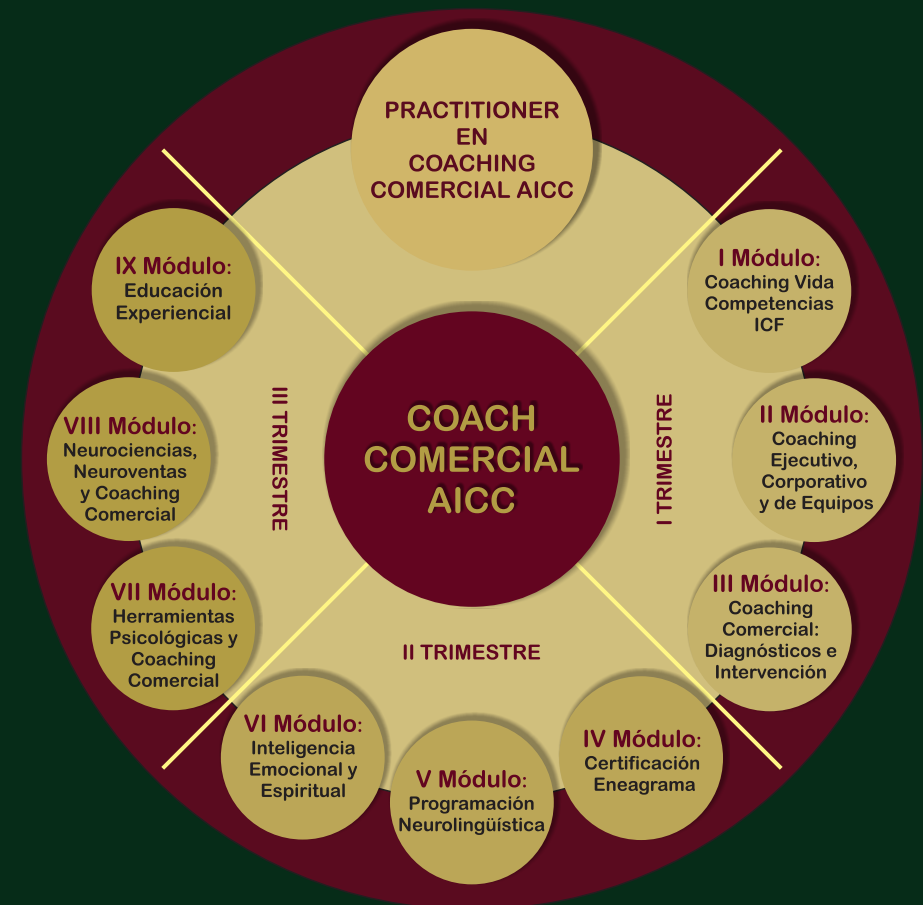 PRACTITIONER
EN
COACHING
COMERCIAL AICC
I Módulo:
Coaching Vida
Competencias
ICF
II Módulo:
Coaching
Ejecutivo,
Corporativo
y de Equipos
III Módulo:
Coaching
Comercial:
Diagnósticos e
Intervención
I TRIMESTRE
IV Módulo:
Certificación
Eneagrama
V Módulo:
Programación
Neurolingüística
VI Módulo:
Inteligencia
Emocional y
Espiritual
II TRIMESTRE
VII Módulo:
Herramientas
Psicológicas y
Coaching
Comercial
VIII Módulo:
Neurociencias,
Neuroventas
y Coaching
Comercial
IX Módulo:
Educación
Experiencial
III TRIMESTRE
COACH
COMERCIAL
AICC